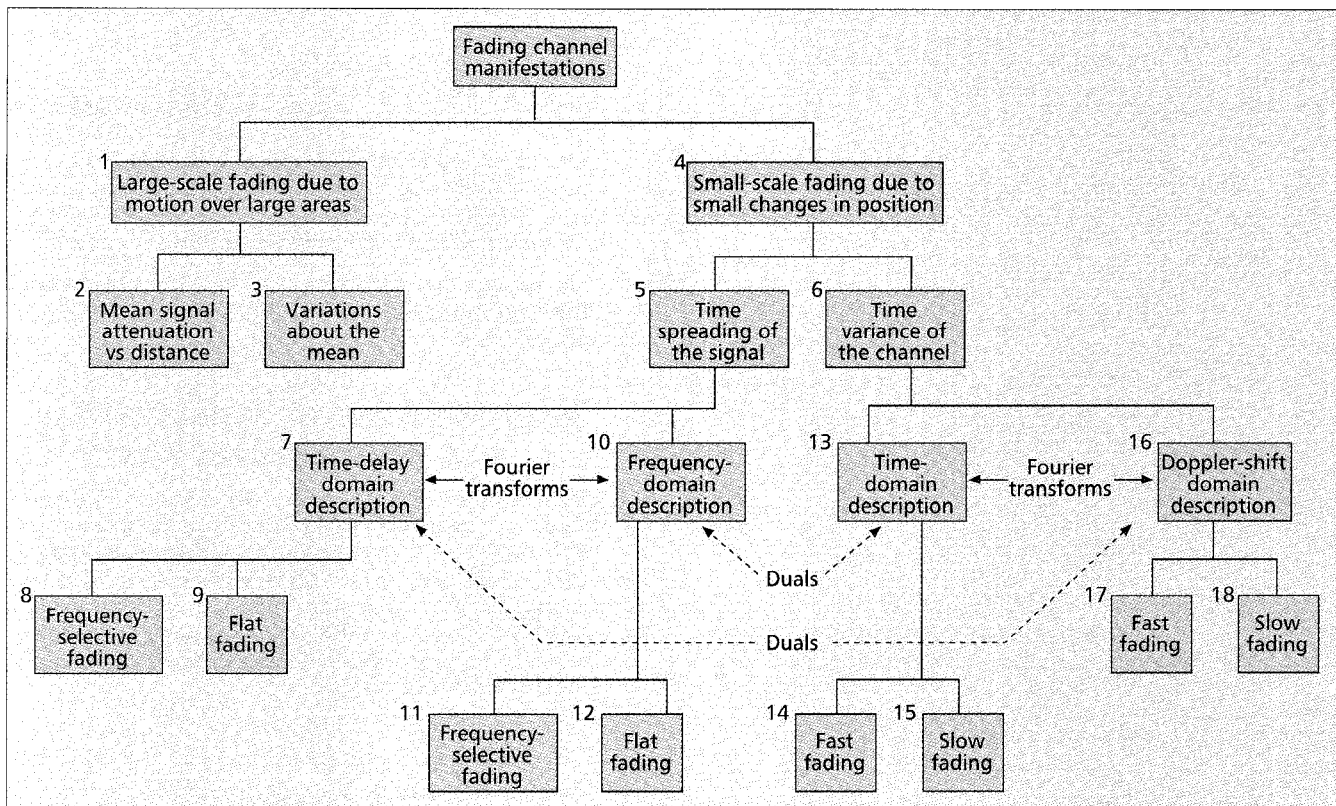 Fading channel
manifestations
1
Large-scale fading due to
motion over large areas
4
Small-scale fading due to
small changes in position
2
Mean signal
attenuation
vs distance
3
Variations
about the
mean
5
Time
spreading of
the signal
6
Time
variance of
the channel
7
Time-delay
domain
description
Fourier
transforms
10
Frequency-
domain
description
13
Time-
domain
description
Fourier
transforms
16
Doppler-shift
domain
description
Duals
Duals
8
Frequency-
selective
fading
9
Flat
fading
17
Fast
fading
18
Slow
fading
11
Frequency-
selective
fading
12
Flat
fading
14
Fast
fading
15
Slow
fading